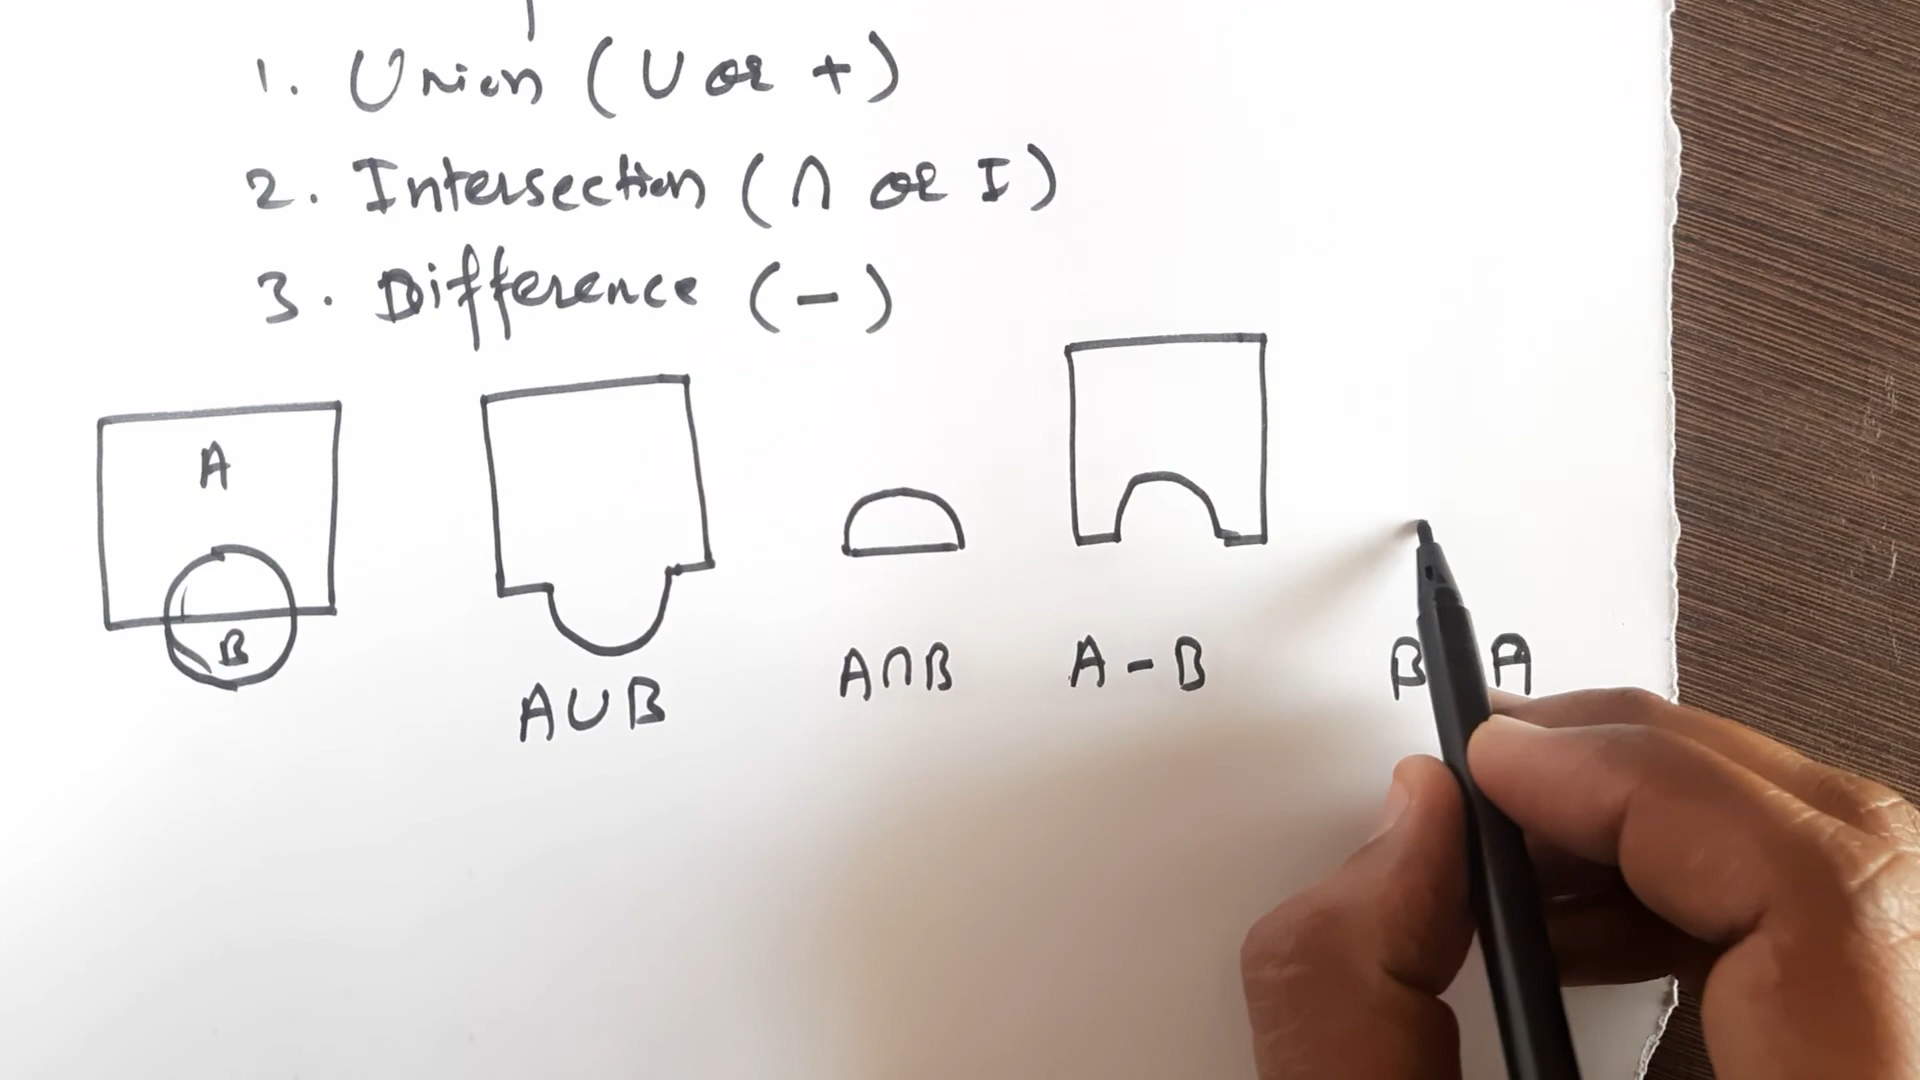 1. Union (U or +)
2. Intersection (∩ or I)
3. Difference (-)
A
B
A∪B
A∩B
A-B
B A